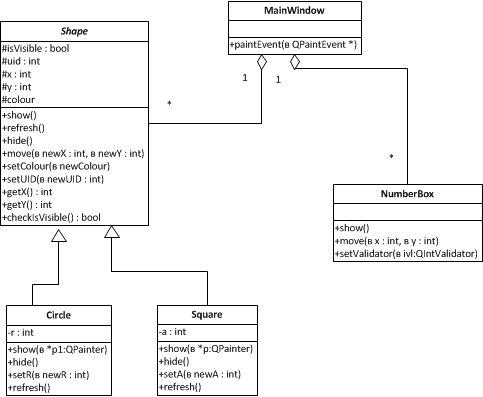 Shape
#isVisible : bool
#uid : int
#x : int
#y : int
#colour
+show()
+refresh()
+hide()
+move(в newX : int, в newY : int)
+setColour(в newColour)
+setUID(в newUID : int)
+getX() : int
+getY() : int
+checkIsVisible() : bool
MainWindow
+paintEvent(в QPaintEvent *)
1
1
*
*
NumberBox
+show()
+move(в x : int, в y : int)
+setValidator(в ivl:QIntValidator)
Circle
-r : int
+show(в *p1:QPainter)
+hide()
+setR(в newR : int)
+refresh()
Square
-a : int
+show(в *p:QPainter)
+hide()
+setA(в newA : int)
+refresh()